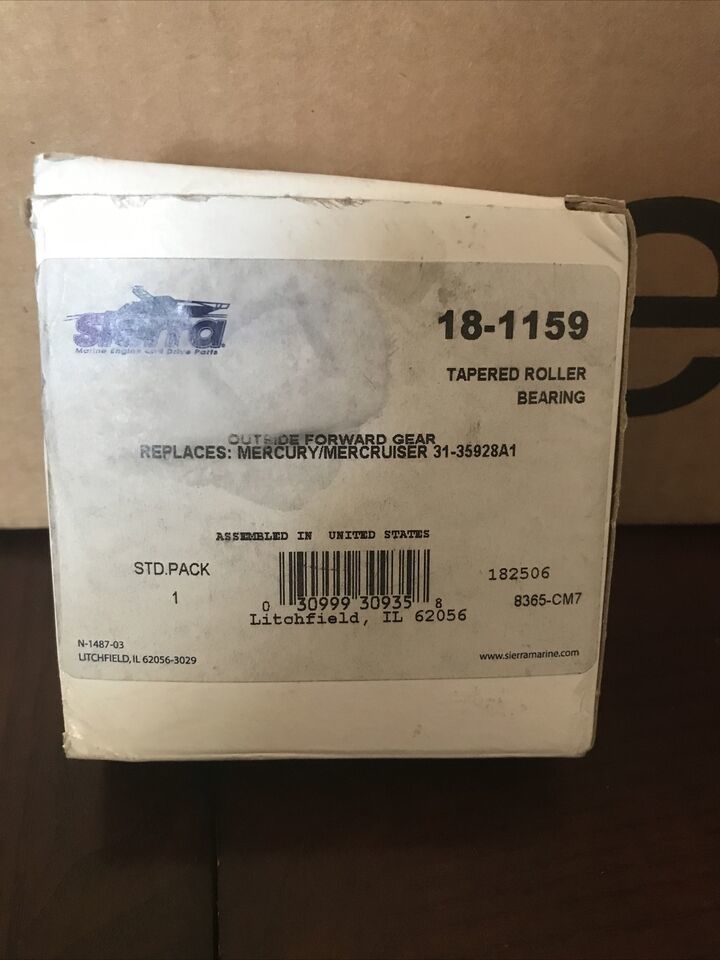 sierra
Marine Engine and Drive Parts
18-1159
TAPERED ROLLER
BEARING
OUTSIDE FORWARD GEAR
REPLACES: MERCURY/MERCRUISER 31-35928A1
ASSEMBLED IN UNITED STATES
STD.PACK
1
0 30999 30935 8
Litchfield, IL 62056
182506
8365-CM7
N-1487-03
LITCHFIELD, IL 62056-3029
www.sierramarine.com
e